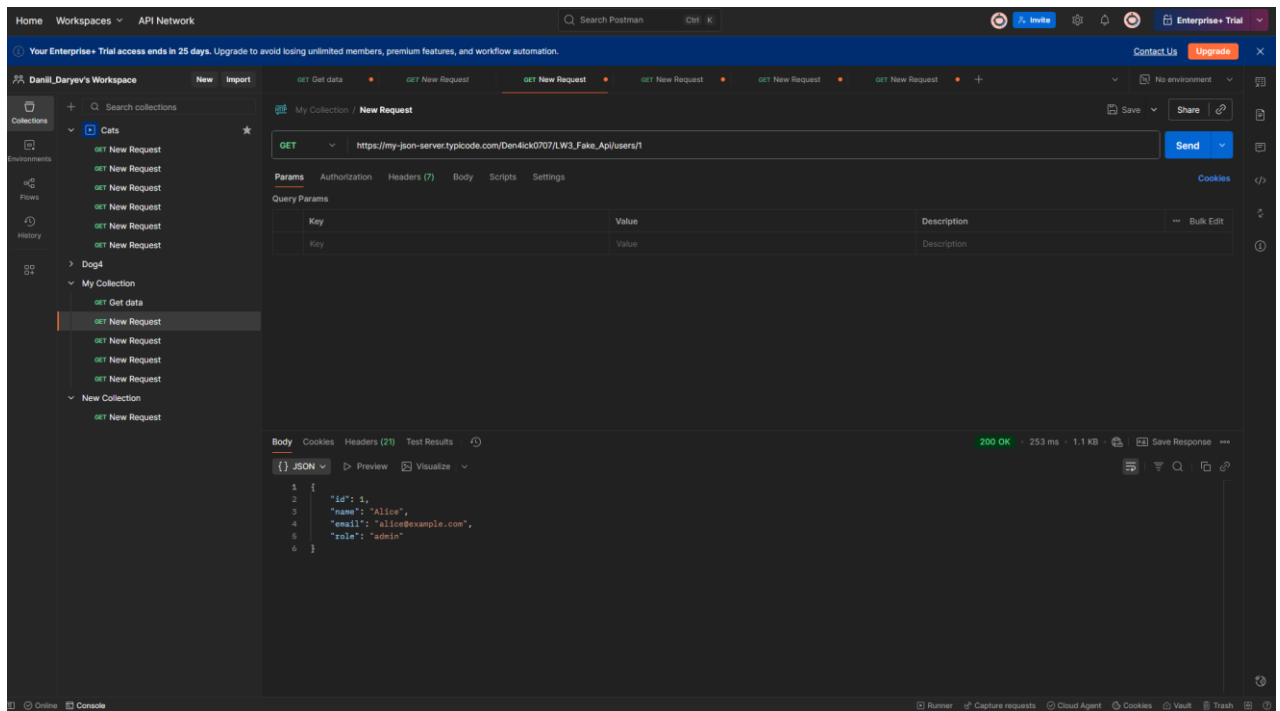 Home Workspaces API Network Search Postman Ctrl K Invite Enterprise+ Trial
Your Enterprise+ Trial access ends in 25 days. Upgrade to avoid losing unlimited members, premium features, and workflow automation. Contact Us Upgrade
Daniil_Daryev's Workspace New Import GET Get data GET New Request GET New Request GET New Request GET New Request GET New Request No environment
Collections
Environments
Flows
History
Search collections
Cats
GET New Request
GET New Request
GET New Request
GET New Request
GET New Request
GET New Request
Dog4
My Collection
GET Get data
GET New Request
GET New Request
GET New Request
GET New Request
New Collection
GET New Request
My Collection / New Request Save Share
GET https://my-json-server.typicode.com/Den4ick0707/LW3_Fake_Api/users/1 Send
Params Authorization Headers (7) Body Scripts Settings Cookies
Query Params
Key Value Description Bulk Edit
Key Value Description
Body Cookies Headers (21) Test Results 200 OK 253 ms 1.1 KB Save Response
{} JSON Preview Visualize
1 {
2 "id": 1,
3 "name": "Alice",
4 "email": "alice@example.com",
5 "role": "admin"
6 }
Online Console Runner Capture requests Cloud Agent Cookies Vault Trash